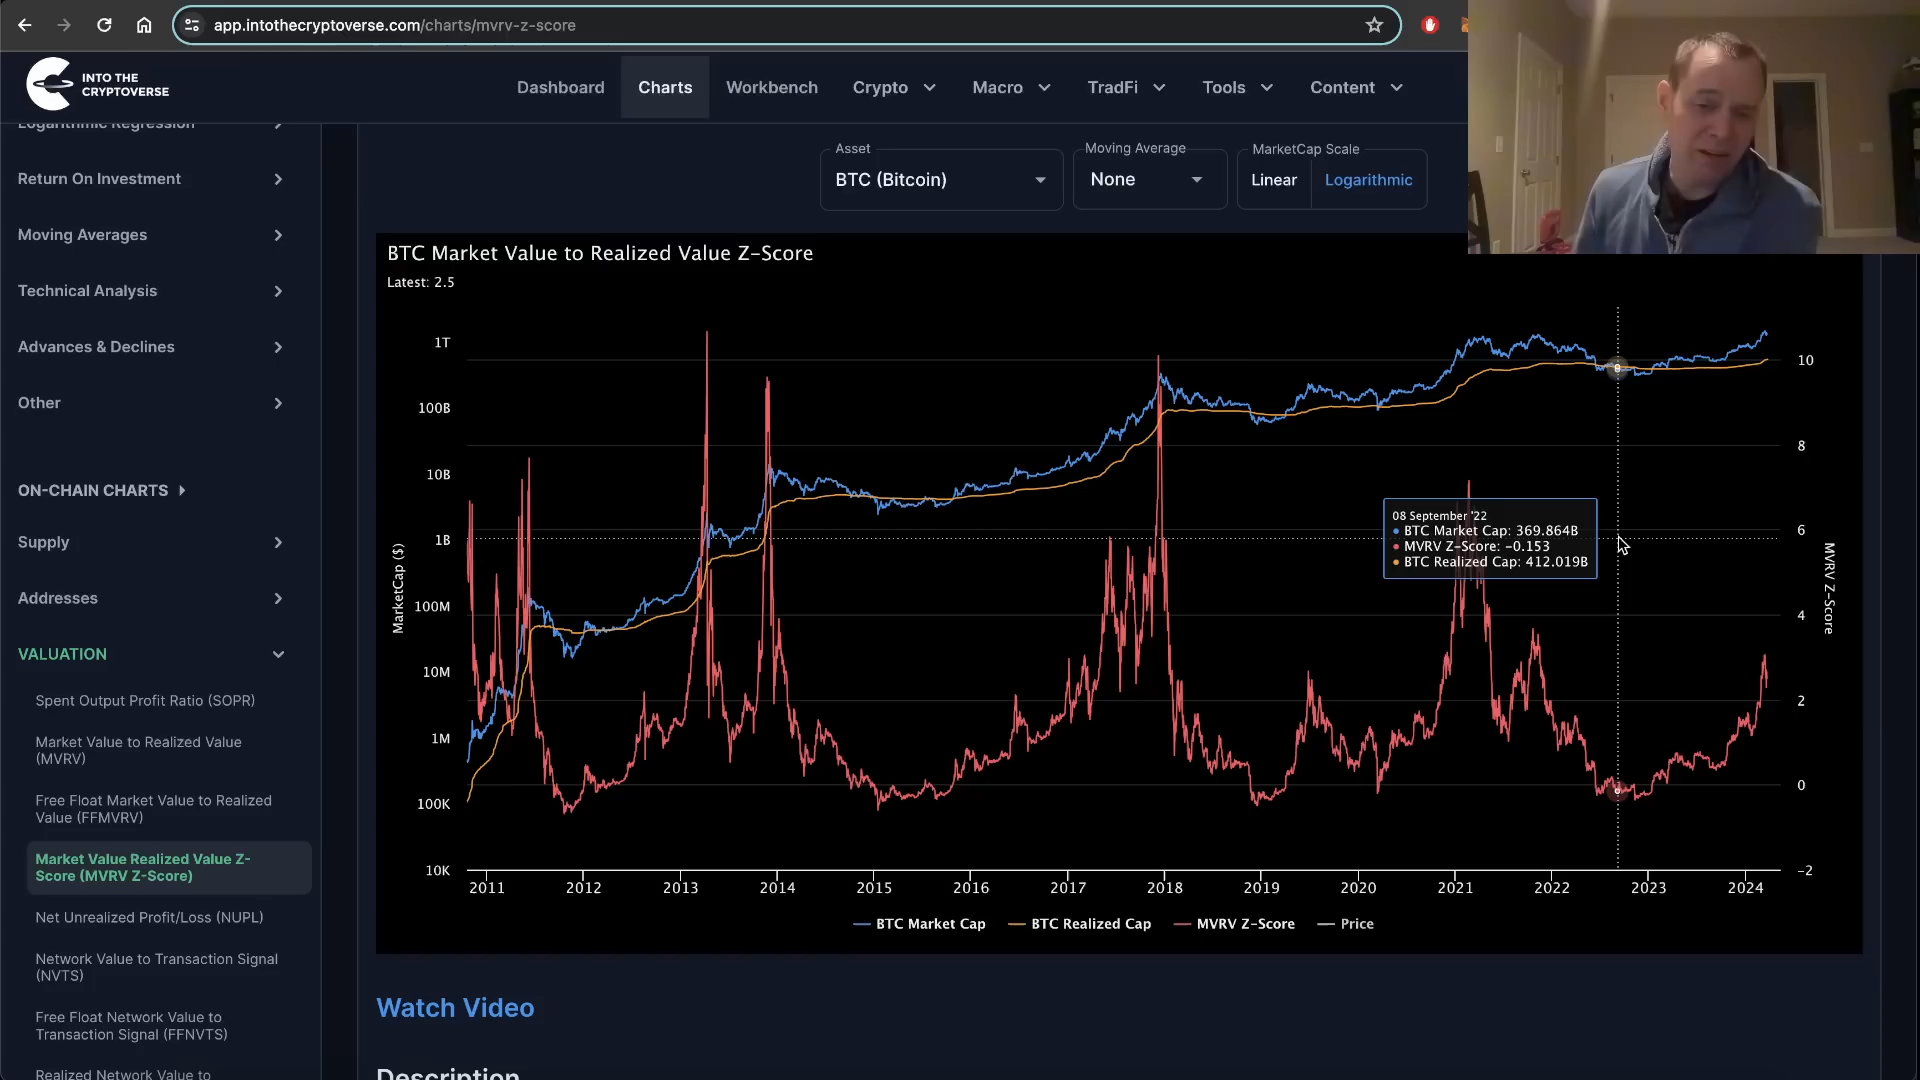 app.intothecryptoverse.com/charts/mvrv-z-score
INTO THE
CRYPTOVERSE
Dashboard
Charts
Workbench
Crypto
Macro
TradFi
Tools
Content
Logarithmic Regression
Return On Investment
Moving Averages
Technical Analysis
Advances & Declines
Other
ON-CHAIN CHARTS
Supply
Addresses
VALUATION
Spent Output Profit Ratio (SOPR)
Market Value to Realized Value
(MVRV)
Free Float Market Value to Realized
Value (FFMVRV)
Market Value Realized Value Z-
Score (MVRV Z-Score)
Net Unrealized Profit/Loss (NUPL)
Network Value to Transaction Signal
(NVTS)
Free Float Network Value to
Transaction Signal (FFNVTS)
Realized Network Value to
Asset
BTC (Bitcoin)
Moving Average
None
MarketCap Scale
Linear
Logarithmic
BTC Market Value to Realized Value Z-Score
Latest: 2.5
1T
100B
10B
1B
100M
10M
1M
100K
10K
MarketCap ($)
10
8
6
4
2
0
-2
MVRV Z-Score
08 September '22
BTC Market Cap: 369.864B
MVRV Z-Score: -0.153
BTC Realized Cap: 412.019B
2011
2012
2013
2014
2015
2016
2017
2018
2019
2020
2021
2022
2023
2024
BTC Market Cap
BTC Realized Cap
MVRV Z-Score
Price
Watch Video
Description